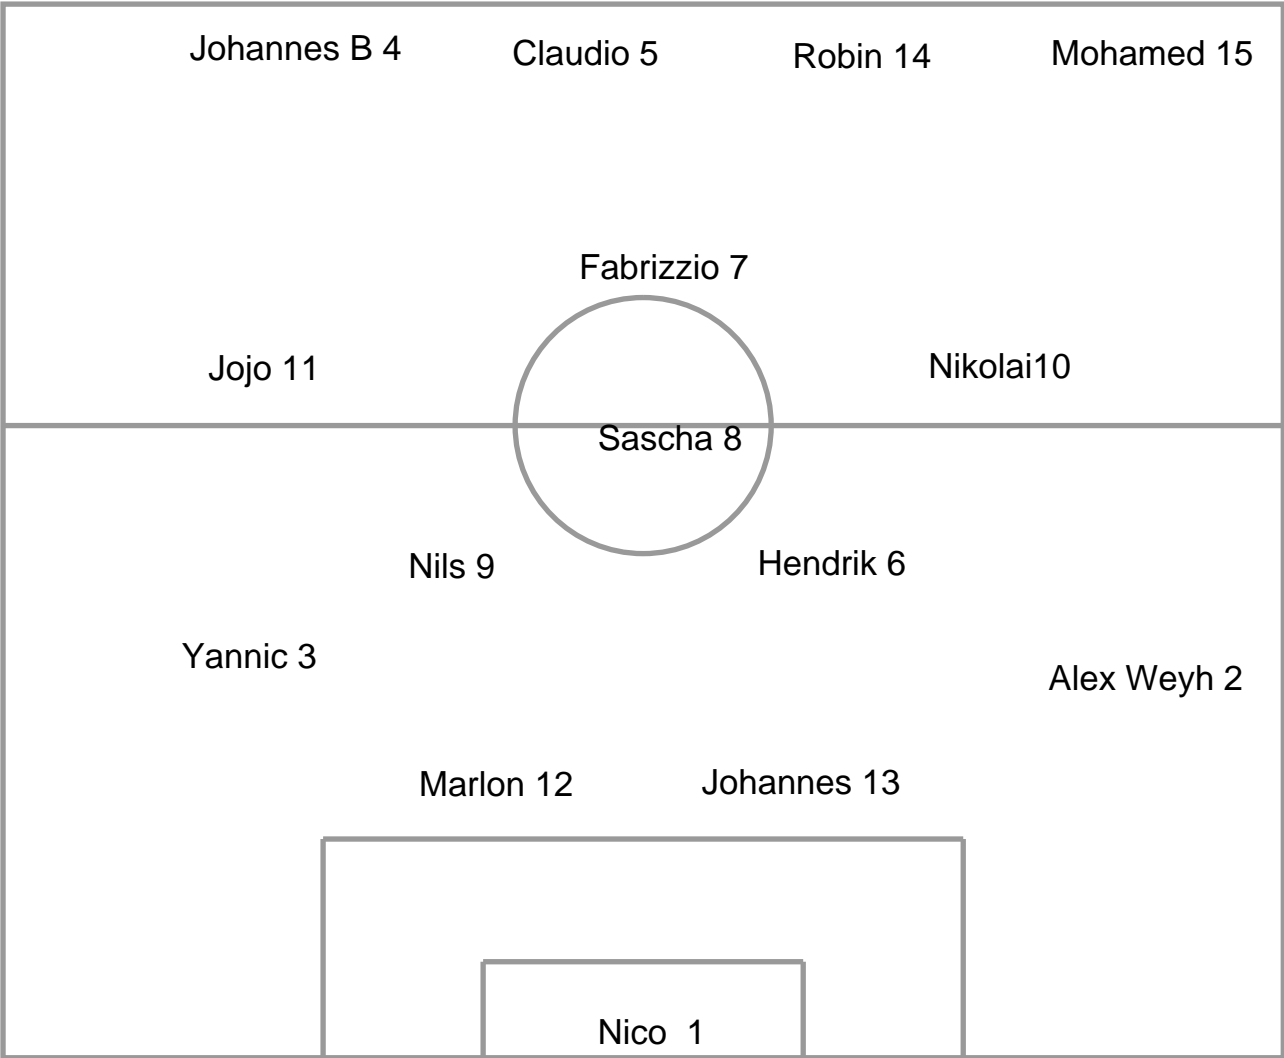 Johannes B 4
Claudio 5
Robin 14
Mohamed 15
Fabrizzio 7
Jojo 11
Nikolai10
Sascha 8
Nils 9
Hendrik 6
Yannic 3
Alex Weyh 2
Marlon 12
Johannes 13
Nico  1